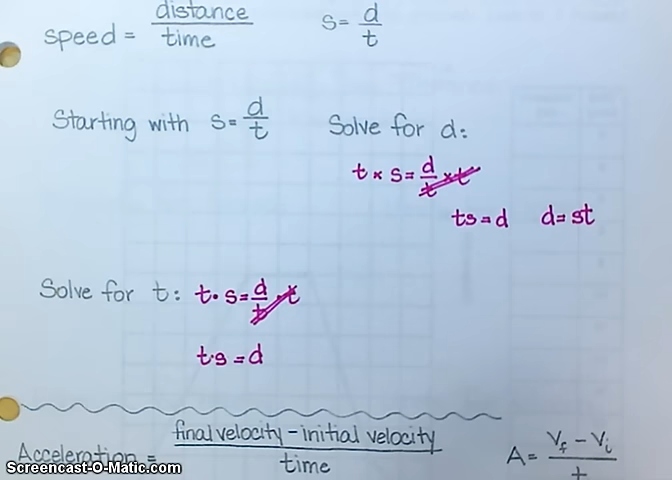 speed = distance / time    s = d / t
Starting with s = d / t    Solve for d:
t × s = d / t × t
ts = d    d = st
Solve for t: t • s = d / t • t
t•s = d
Acceleration = final velocity - initial velocity / time    A = Vf - Vi / t
Screencast-O-Matic.com